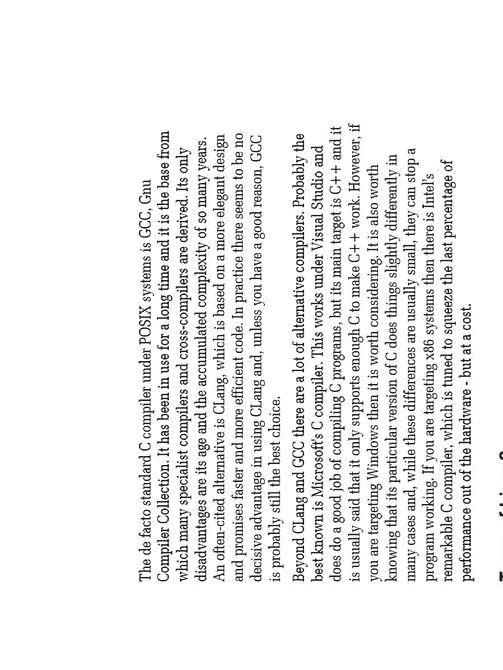 The de facto standard C compiler under POSIX systems is GCC, Gnu
Compiler Collection. It has been in use for a long time and it is the base from
which many specialist compilers and cross-compilers are derived. Its only
disadvantages are its age and the accumulated complexity of so many years.
An often-cited alternative is CLang, which is based on a more elegant design
and promises faster and more efficient code. In practice there seems to be no
decisive advantage in using CLang and, unless you have a good reason, GCC
is probably still the best choice.
Beyond CLang and GCC there are a lot of alternative compilers. Probably the
best known is Microsoft's C compiler. This works under Visual Studio and
does do a good job of compiling C programs, but its main target is C++ and it
is usually said that it only supports enough C to make C++ work. However, if
you are targeting Windows then it is worth considering. It is also worth
knowing that its particular version of C does things slightly differently in
many cases and, while these differences are usually small, they can stop a
program working. If you are targeting x86 systems then there is Intel's
remarkable C compiler, which is tuned to squeeze the last percentage of
performance out of the hardware - but at a cost.